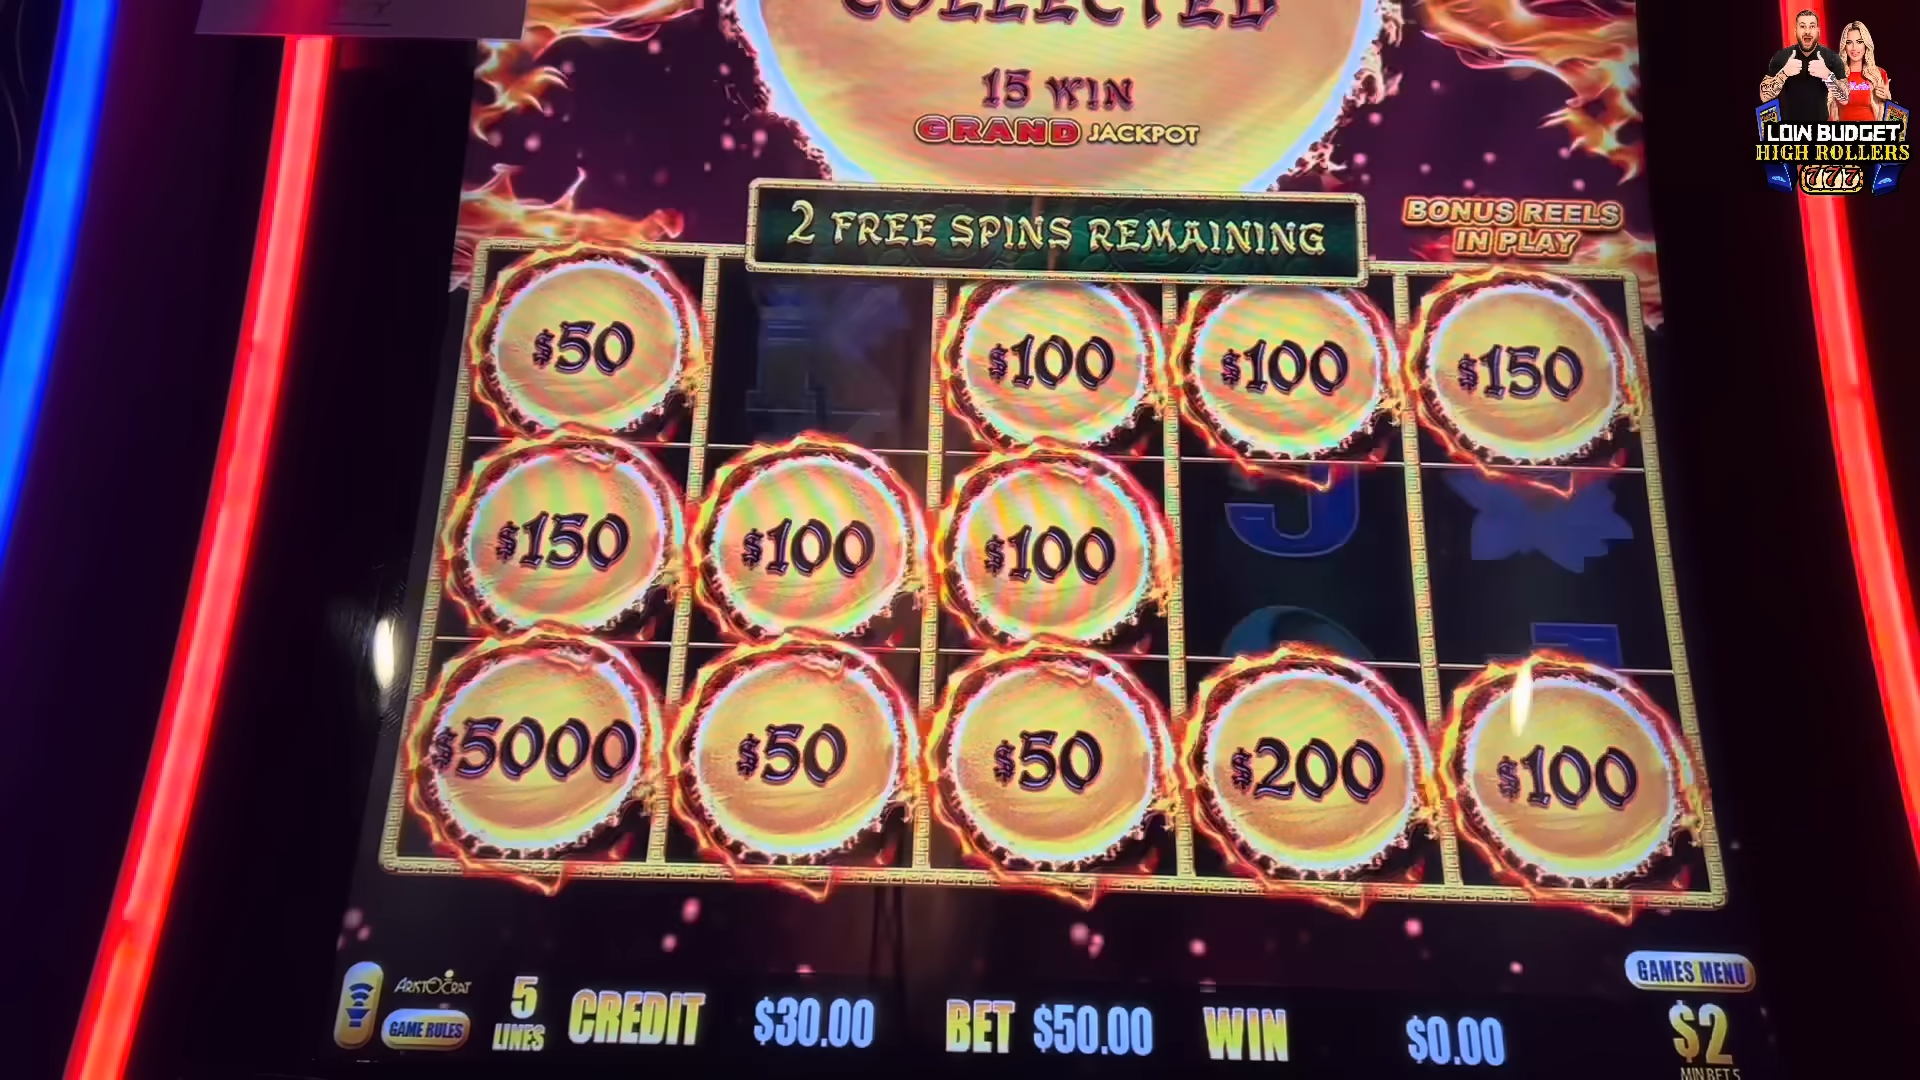 COLLECTED
15 WIN
GRAND JACKPOT
LOW BUDGET
HIGH ROLLERS
777
2 FREE SPINS REMAINING
BONUS REELS
IN PLAY
$50
$100
$100
$150
$150
$100
$100
J
$5000
$50
$50
$200
$100
GAMES MENU
ARISTOCRAT
GAME RULES
5
LINES
CREDIT $30.00
BET $50.00
WIN $0.00
$2
MIN BET 5